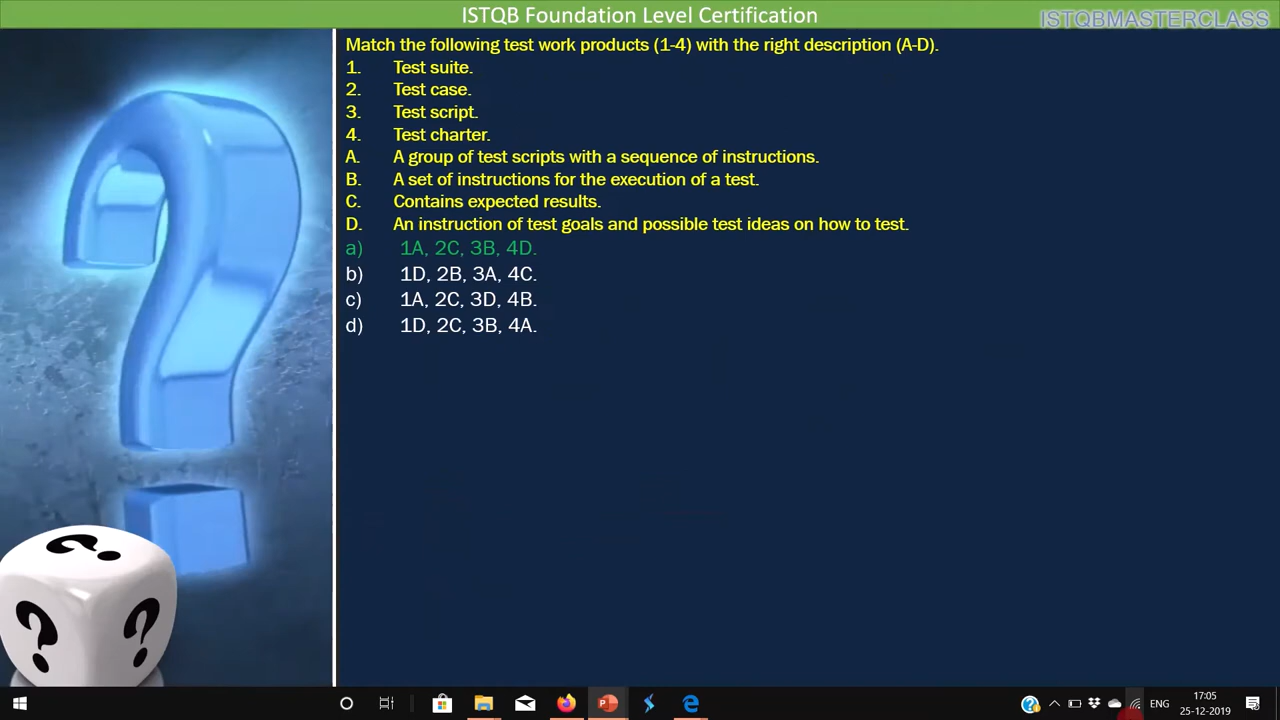 ISTQB Foundation Level Certification
ISTQBMASTERCLASS
Match the following test work products (1-4) with the right description (A-D).
1. Test suite.
2. Test case.
3. Test script.
4. Test charter.
A. A group of test scripts with a sequence of instructions.
B. A set of instructions for the execution of a test.
C. Contains expected results.
D. An instruction of test goals and possible test ideas on how to test.
a) 1A, 2C, 3B, 4D.
b) 1D, 2B, 3A, 4C.
c) 1A, 2C, 3D, 4B.
d) 1D, 2C, 3B, 4A.
ENG
17:05
25-12-2019